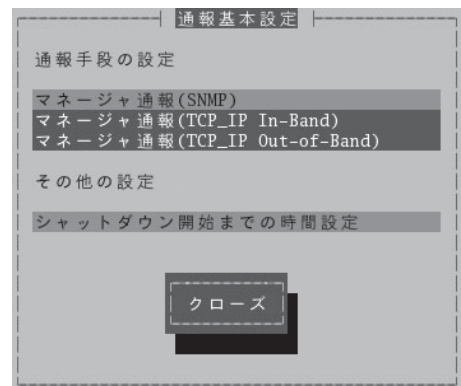 通報基本設定
通報手段の設定
マネージャ通報(SNMP)
マネージャ通報(TCP_IP In-Band)
マネージャ通報(TCP_IP Out-of-Band)
その他の設定
シャットダウン開始までの時間設定
クローズ